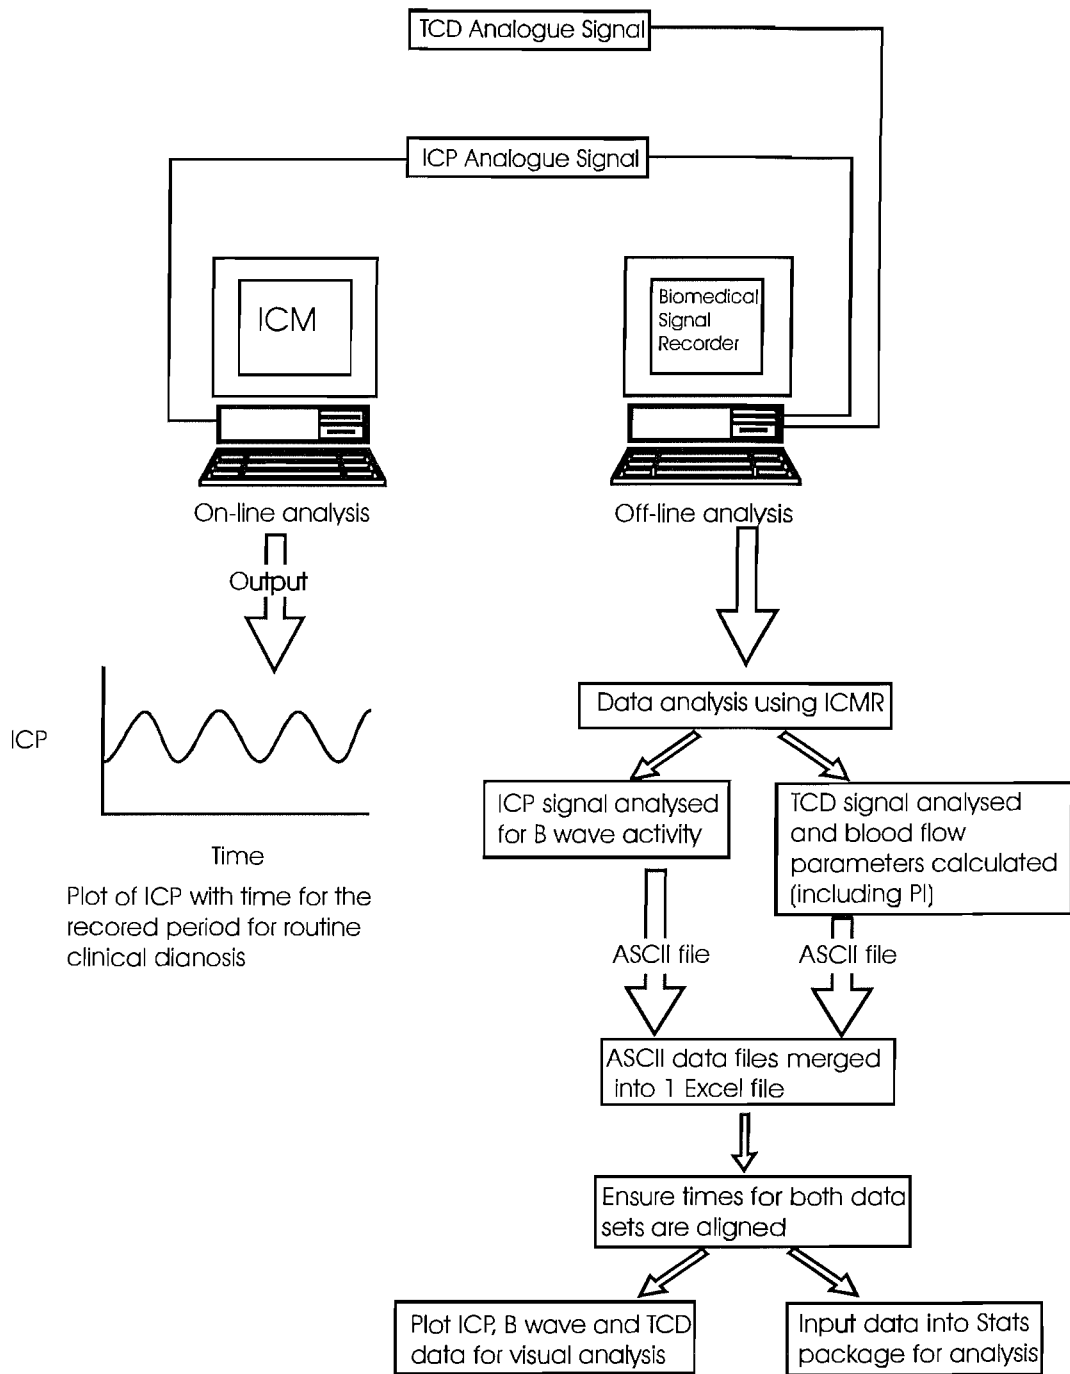 TCD Analogue Signal
ICP Analogue Signal
ICM
Biomedical
Signal
Recorder
On-line analysis
Off-line analysis
Output
ICP
Time
Plot of ICP with time for the
recored period for routine
clinical dianosis
Data analysis using ICMR
ICP signal analysed
for B wave activity
TCD signal analysed
and blood flow
parameters calculated
(including PI)
ASCII file
ASCII file
ASCII data files merged
into 1 Excel file
Ensure times for both data
sets are aligned
Plot ICP, B wave and TCD
data for visual analysis
Input data into Stats
package for analysis